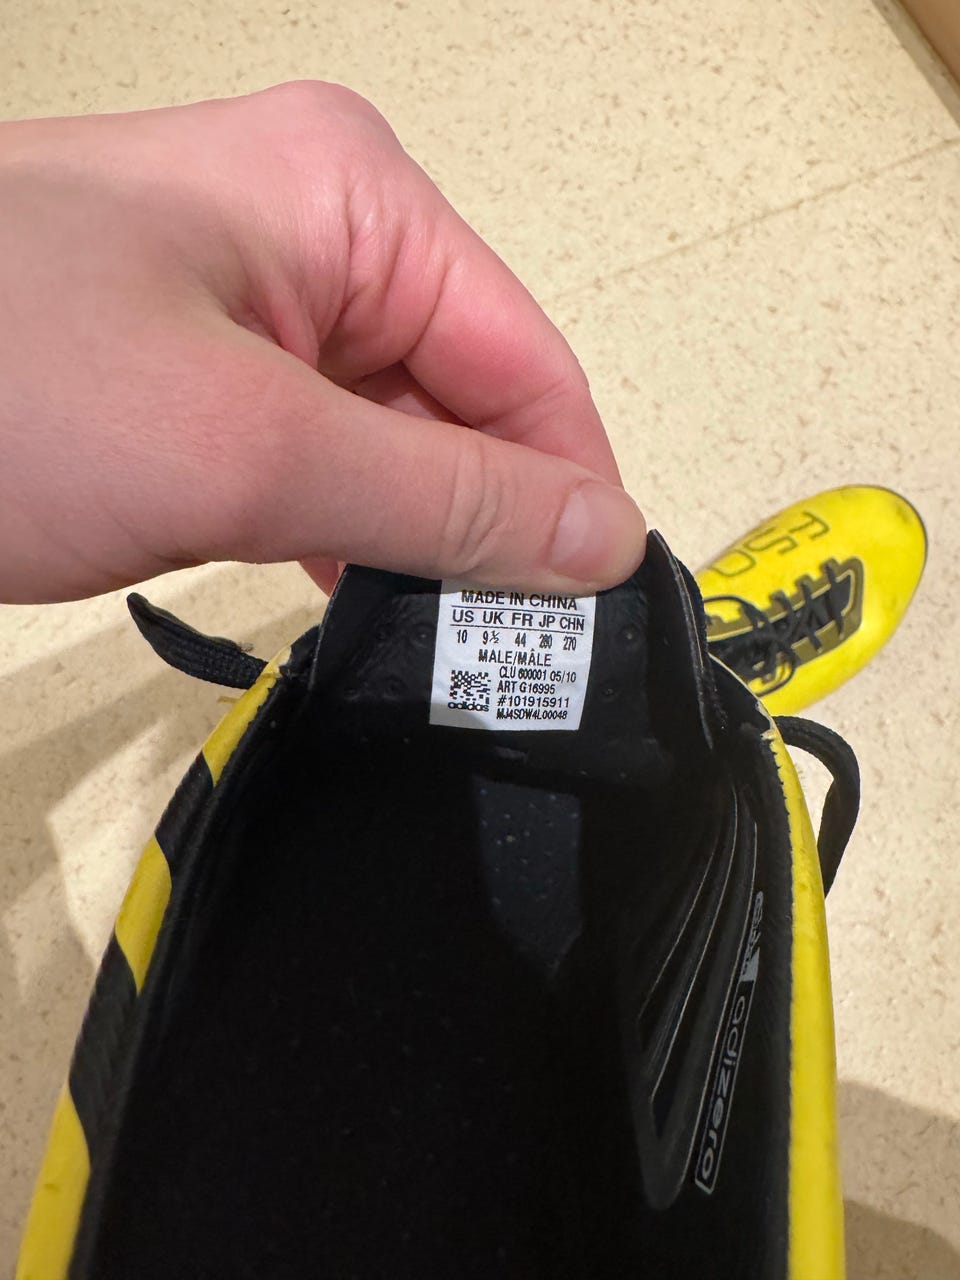 MADE IN CHINA
US UK FR JP CHN
10 9½ 44 280 270
MALE/MÂLE
CLU 600001 05/10
ART G16995
#101915911
adidas MJ4SDW4L00048
F50
adizero